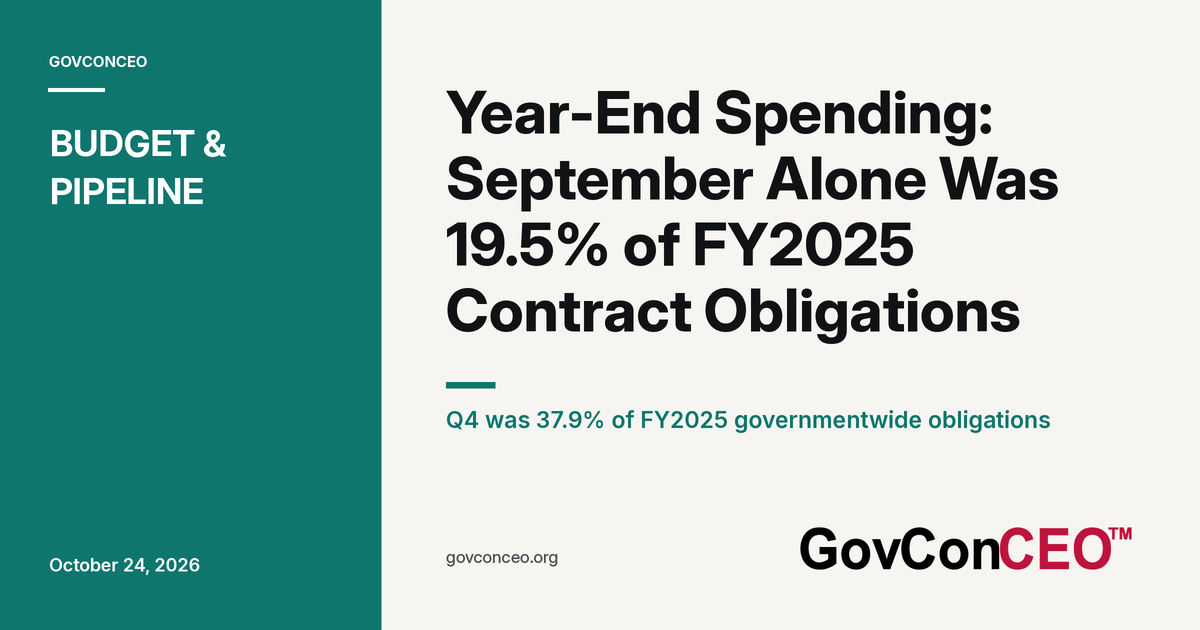 GOVCONCEO
BUDGET &
PIPELINE
October 24, 2026
Year-End Spending:
September Alone Was
19.5% of FY2025
Contract Obligations
Q4 was 37.9% of FY2025 governmentwide obligations
govconceo.org
GovConCEO™